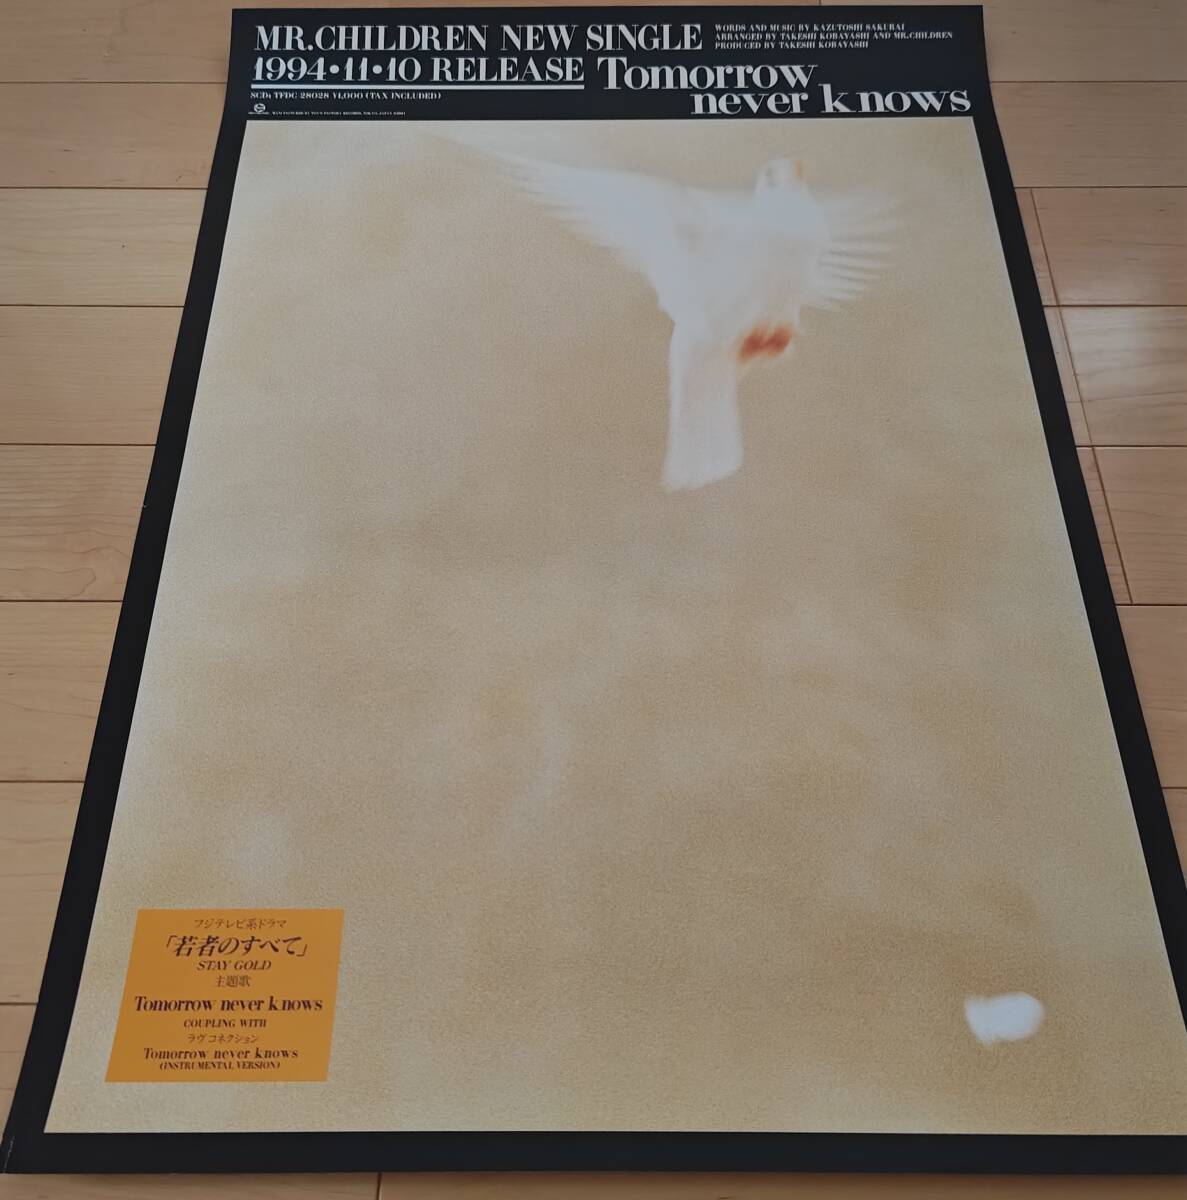 MR.CHILDREN NEW SINGLE
WORDS AND MUSIC BY KAZUTOSHI SAKURAI
ARRANGED BY TAKESHI KOBAYASHI AND MR.CHILDREN
PRODUCED BY TAKESHI KOBAYASHI
1994•11•10 RELEASE
Tomorrow
never knows
SCD: TFDC 28028 ¥1,000 (TAX INCLUDED)
フジテレビ系ドラマ
「若者のすべて」
STAY GOLD
主題歌
Tomorrow never knows
COUPLING WITH
ラヴ コネクション
Tomorrow never knows
(INSTRUMENTAL VERSION)